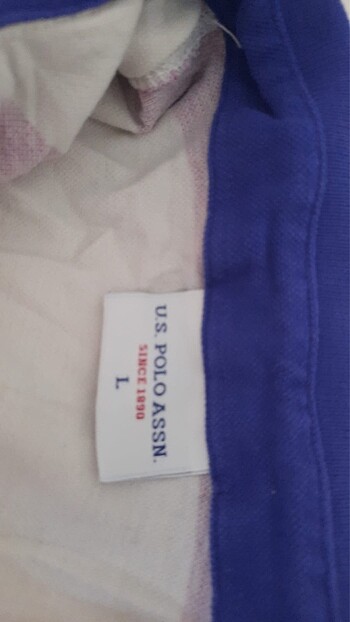 U.S. POLO ASSN.
SINCE 1890
L